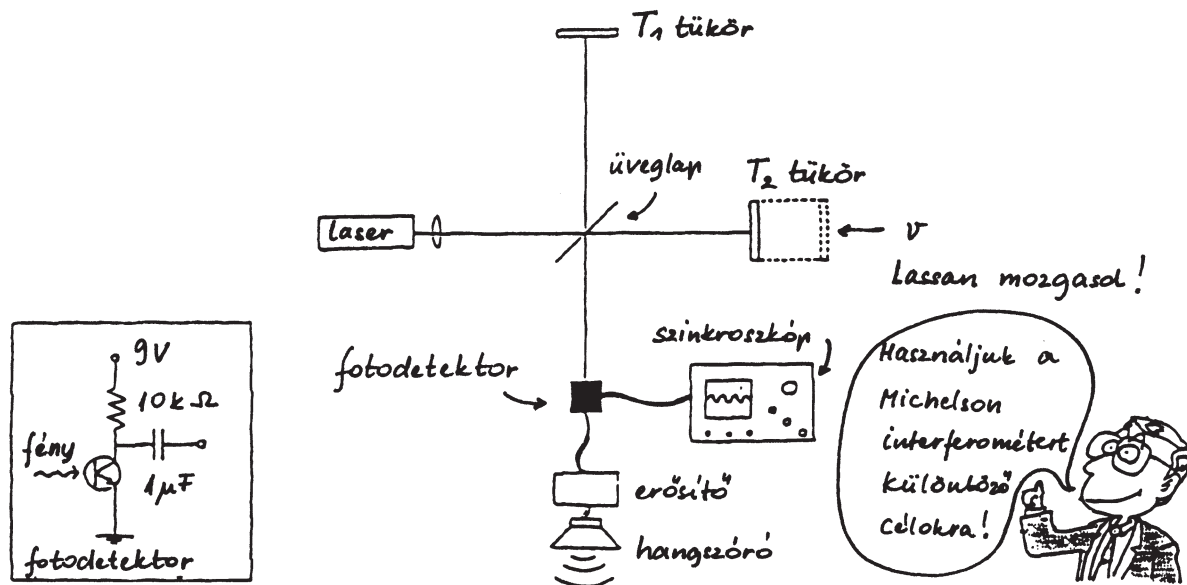 T₁ tükör
üveglap
T₂ tükör
laser
v
Lassan mozgasd!
szinkroszkóp
fotodetektor
erősítő
hangszóró
Használjuk a
Michelson
interferométert
különböző
célokra!
9V
10kΩ
fény
1μF
fotodetektor